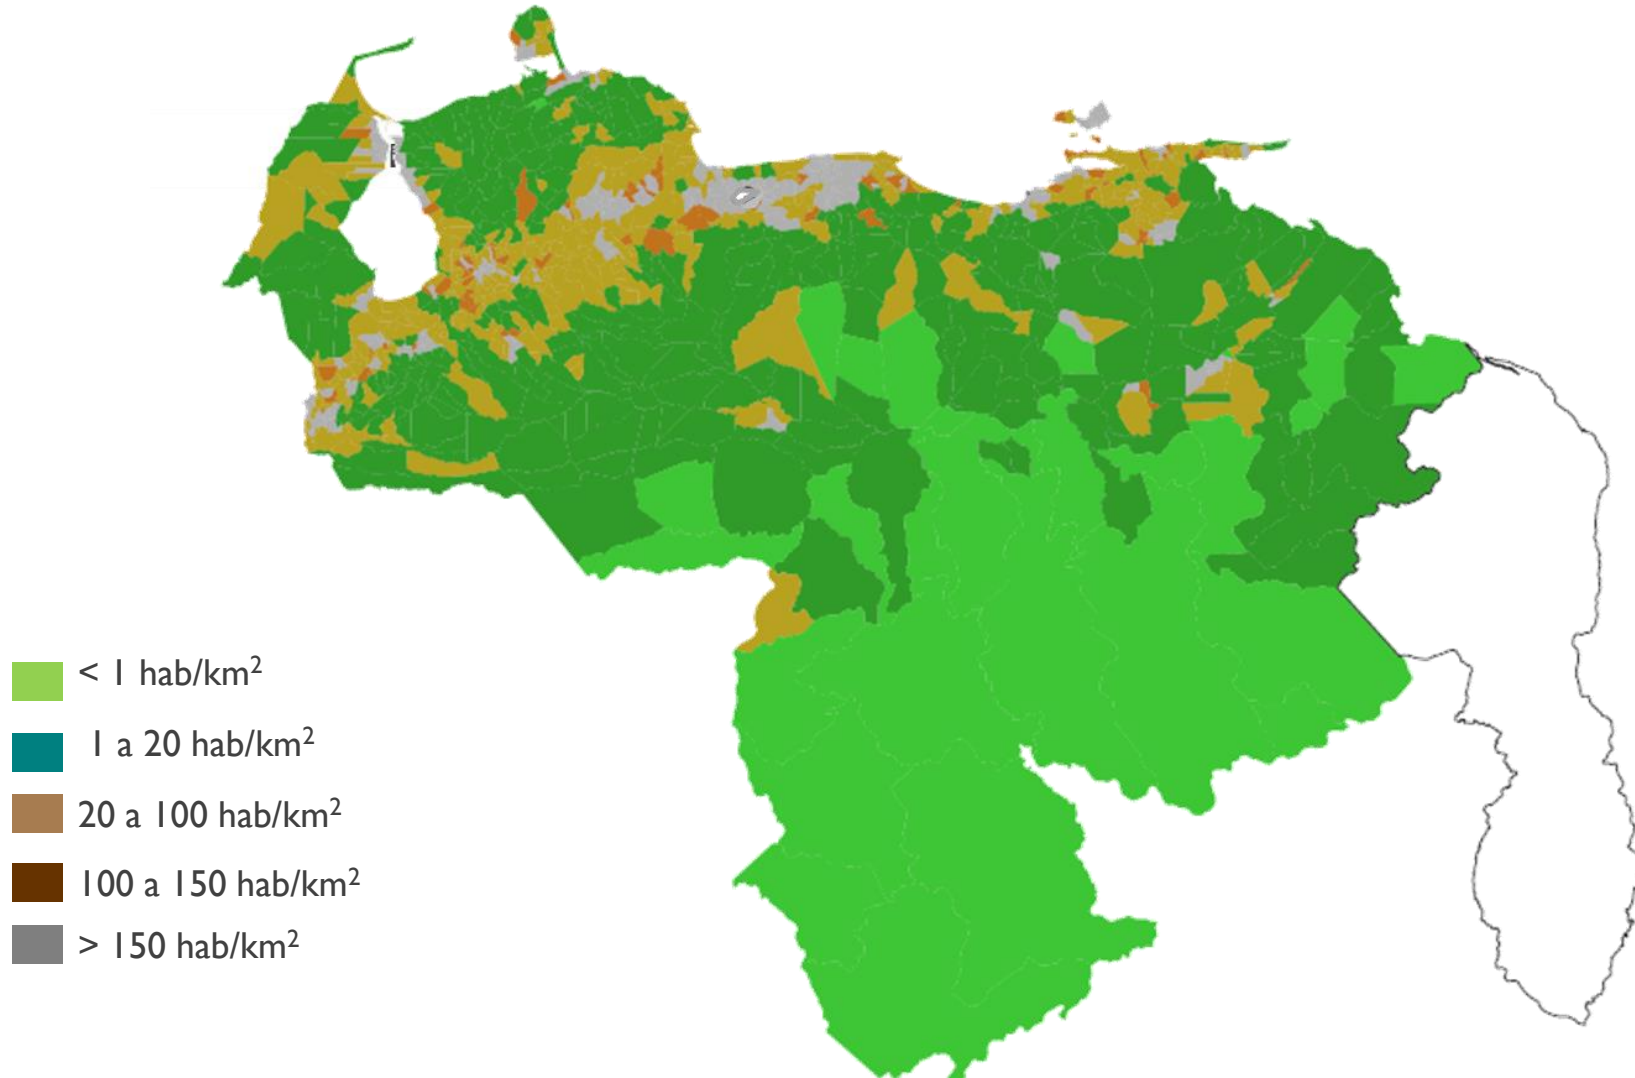 < 1 hab/km²
1 a 20 hab/km²
20 a 100 hab/km²
100 a 150 hab/km²
> 150 hab/km²